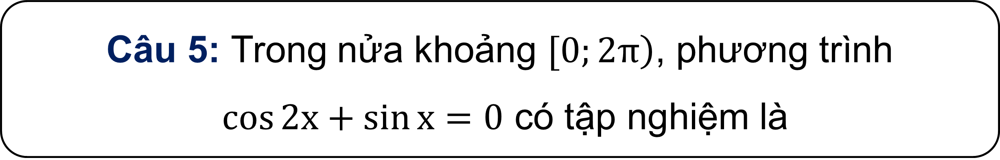 Câu 5: Trong nửa khoảng [0; 2π), phương trình
cos 2x + sin x = 0 có tập nghiệm là